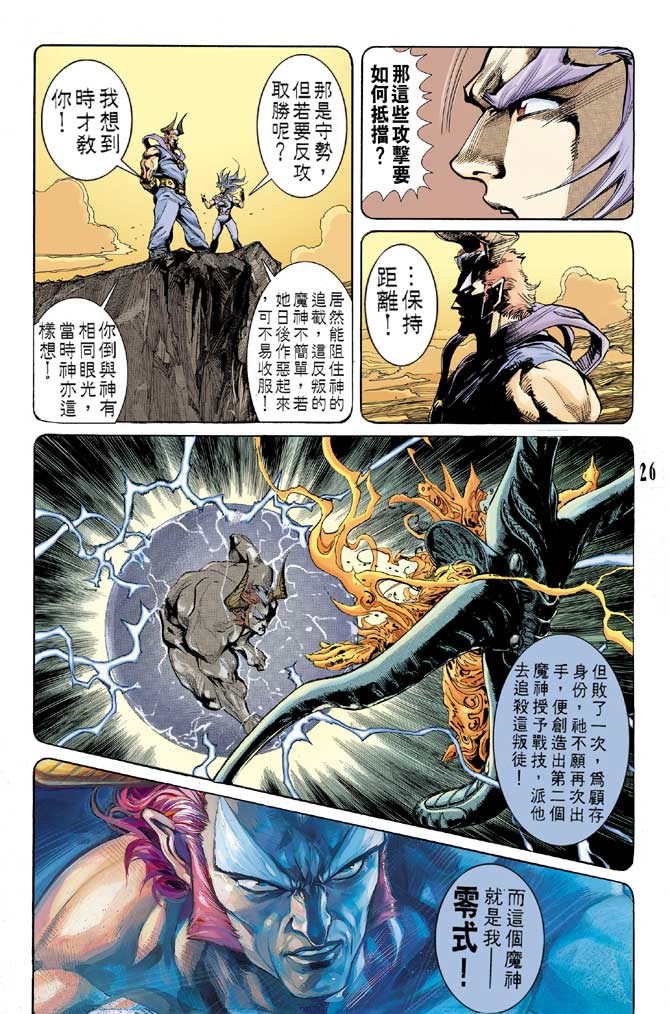 那這些攻擊要
如何抵擋？
…保持
距離！
那是守勢，
但若要反攻
取勝呢？
我想到
時才教
你！
居然能阻住神的
追截，這反叛的
魔神不簡單，若
她日後作惡起來
，可不易收服！
你倒與神有
相同眼光，
當時神亦這
樣想！
26
但敗了一次，為顧存
身份，祂不願再次出
手，便創造出第二個
魔神授予戰技，派他
去追殺這叛徒！
而這個魔神
就是我——
零式！